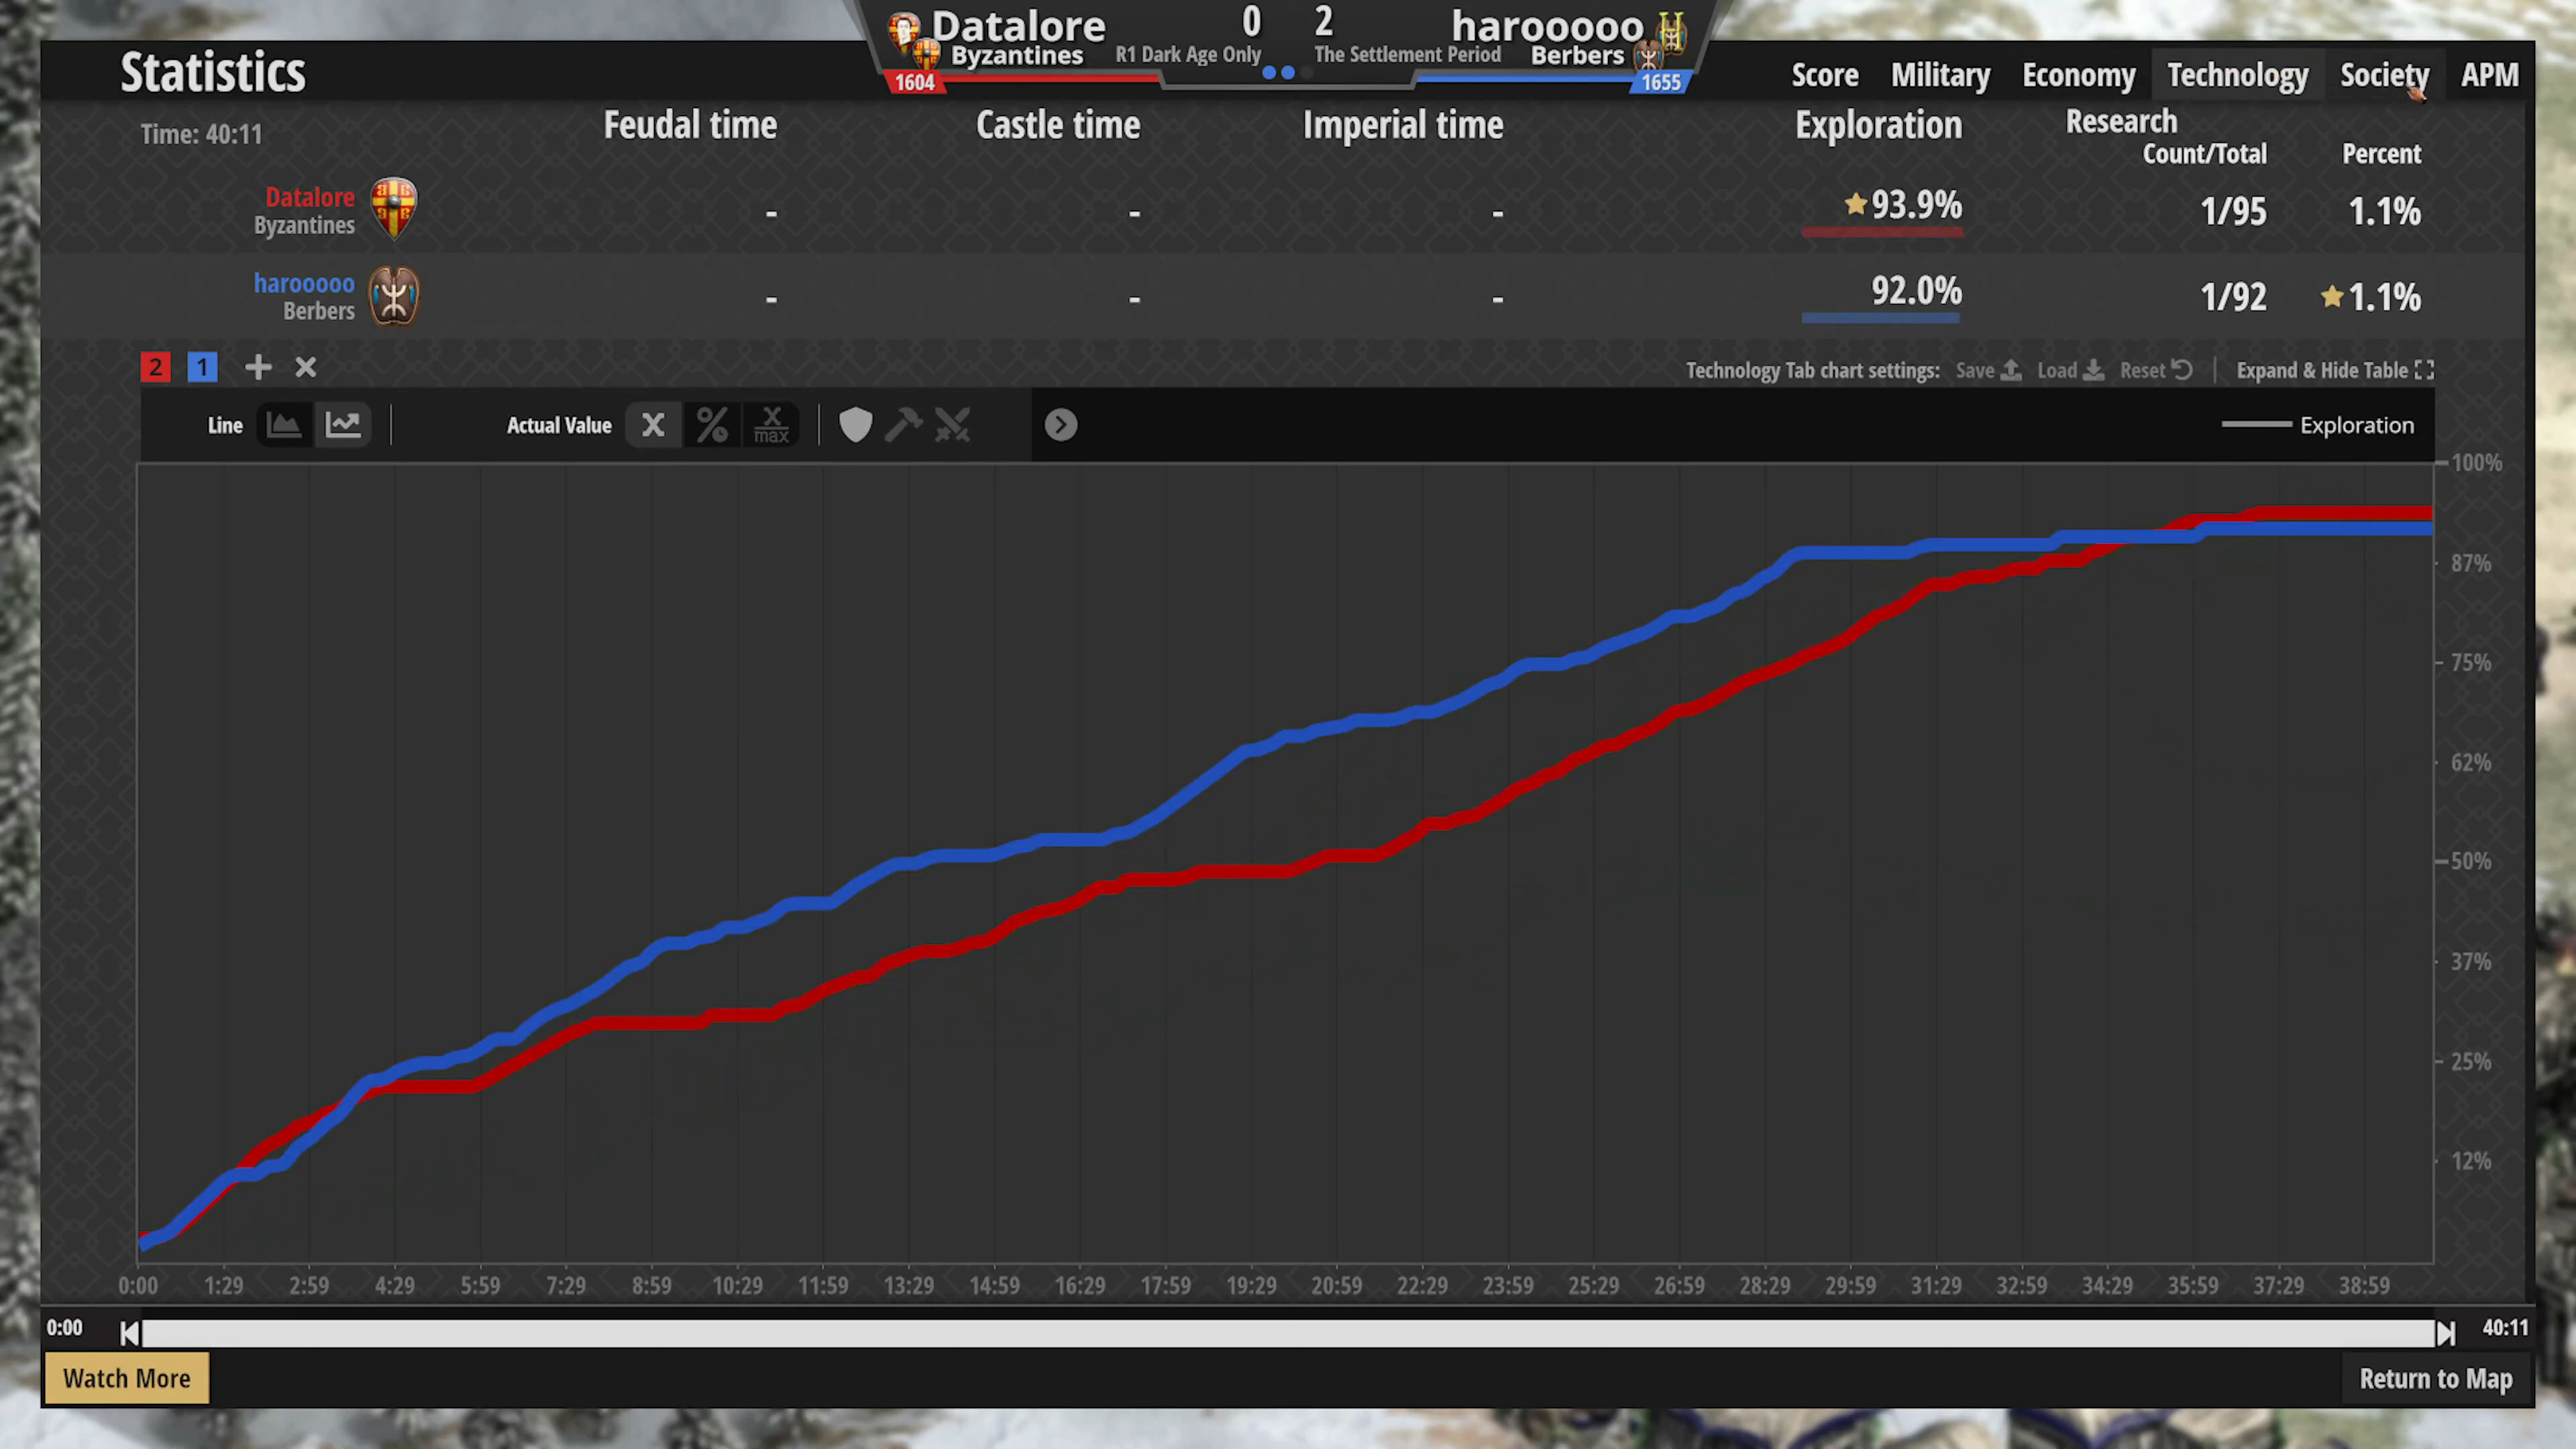 Datalore 0 2 harooooo
Byzantines R1 Dark Age Only The Settlement Period Berbers
1604 1655
Statistics
Score Military Economy Technology Society APM
Time: 40:11 Feudal time Castle time Imperial time Exploration Research
Count/Total Percent
Datalore
Byzantines - - - 93.9% 1/95 1.1%
harooooo
Berbers - - - 92.0% 1/92 1.1%
2 1 + × Technology Tab chart settings: Save Load Reset | Expand & Hide Table
Line Actual Value X % X/max Exploration
100%
87%
75%
62%
50%
37%
25%
12%
0:00 1:29 2:59 4:29 5:59 7:29 8:59 10:29 11:59 13:29 14:59 16:29 17:59 19:29 20:59 22:29 23:59 25:29 26:59 28:29 29:59 31:29 32:59 34:29 35:59 37:29 38:59
0:00 40:11
Watch More Return to Map